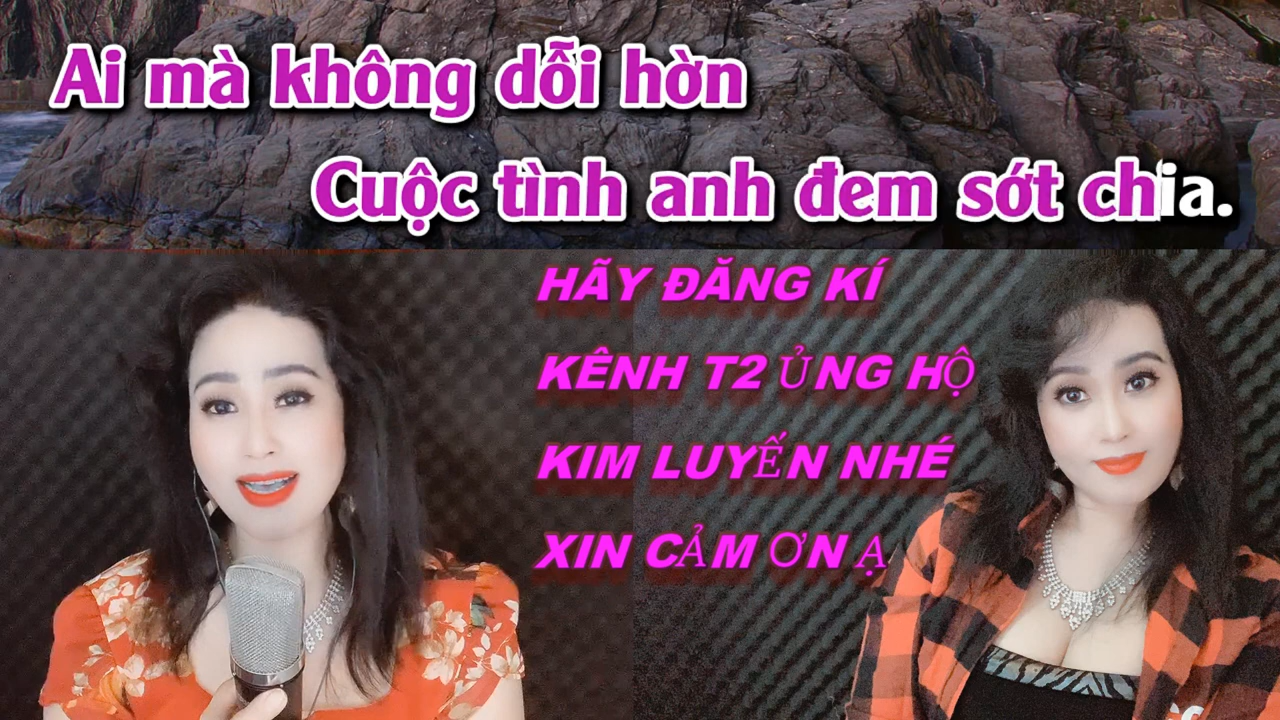 Ai mà không dỗi hờn
Cuộc tình anh đem sớt chia.
HÃY ĐĂNG KÍ
KÊNH T2 ỦNG HỘ
KIM LUYẾN NHÉ
XIN CẢM ƠN Ạ